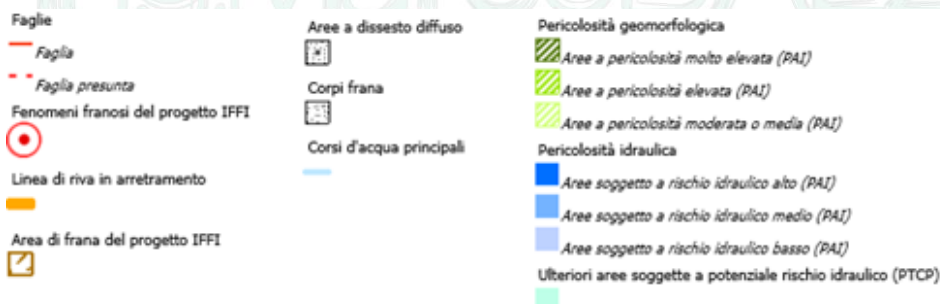 Faglie
Faglia
Faglia presunta
Fenomeni franosi del progetto IFFI
Linea di riva in arretramento
Area di frana del progetto IFFI
Aree a dissesto diffuso
Corpi frana
Corsi d'acqua principali
Pericolosità geomorfologica
Aree a pericolosità molto elevata (PAI)
Aree a pericolosità elevata (PAI)
Aree a pericolosità moderata o media (PAI)
Pericolosità idraulica
Aree soggetto a rischio idraulico alto (PAI)
Aree soggetto a rischio idraulico medio (PAI)
Aree soggetto a rischio idraulico basso (PAI)
Ulteriori aree soggette a potenziale rischio idraulico (PTCP)